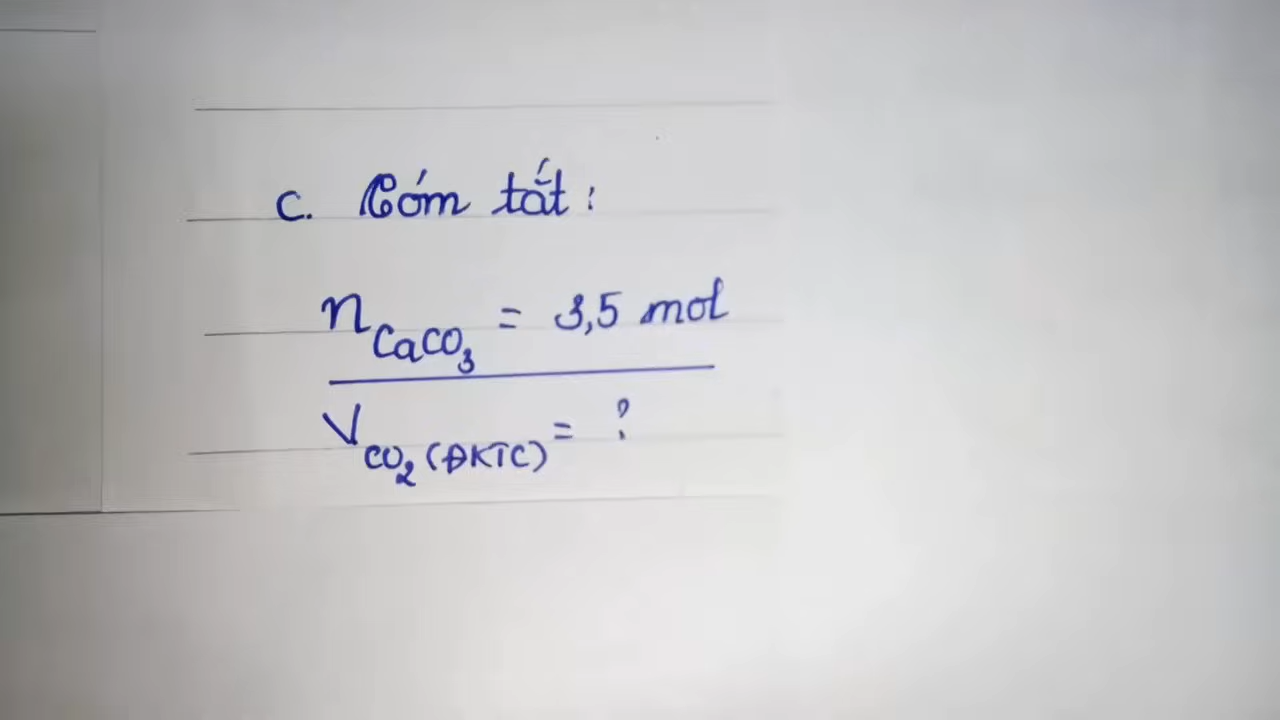 c. Tóm tắt:
n CaCO₃ = 3,5 mol
V CO₂ (ĐKTC) = ?